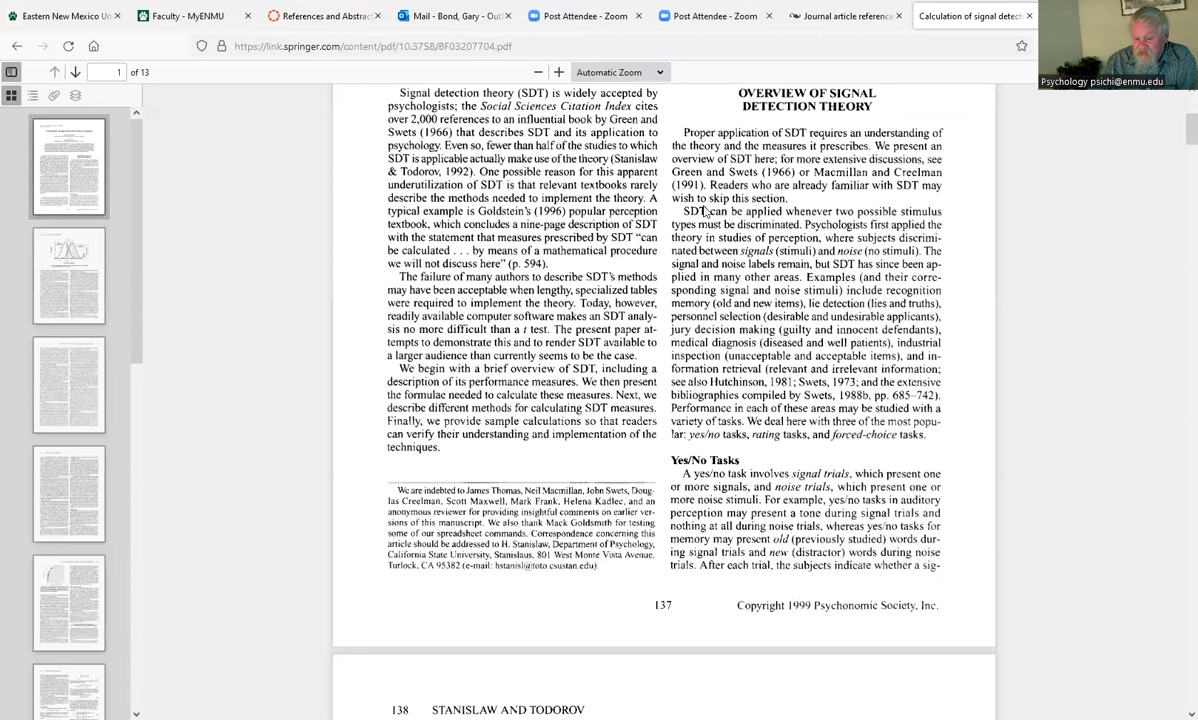 Eastern New Mexico Un
Faculty - MyENMU
References and Abstrac
Mail - Bond, Gary - Outl
Post Attendee - Zoom
Post Attendee - Zoom
Journal article reference
Calculation of signal detect
https://link.springer.com/content/pdf/10.3758/BF03207704.pdf
1 of 13
Automatic Zoom
Psychology psichi@enmu.edu
Signal detection theory (SDT) is widely accepted by
psychologists; the Social Sciences Citation Index cites
over 2,000 references to an influential book by Green and
Swets (1966) that describes SDT and its application to
psychology. Even so, fewer than half of the studies to which
SDT is applicable actually make use of the theory (Stanislaw
& Todorov, 1992). One possible reason for this apparent
underutilization of SDT is that relevant textbooks rarely
describe the methods needed to implement the theory. A
typical example is Goldstein's (1996) popular perception
textbook, which concludes a nine-page description of SDT
with the statement that measures prescribed by SDT "can
be calculated . . . by means of a mathematical procedure
we will not discuss here" (p. 594).
The failure of many authors to describe SDT's methods
may have been acceptable when lengthy, specialized tables
were required to implement the theory. Today, however,
readily available computer software makes an SDT analy-
sis no more difficult than a t test. The present paper at-
tempts to demonstrate this and to render SDT available to
a larger audience than currently seems to be the case.
We begin with a brief overview of SDT, including a
description of its performance measures. We then present
the formulae needed to calculate these measures. Next, we
describe different methods for calculating SDT measures.
Finally, we provide sample calculations so that readers
can verify their understanding and implementation of the
techniques.
We are indebted to James Thomas, Neil Macmillan, John Swets, Doug-
las Creelman, Scott Maxwell, Mark Frank, Helena Kadlec, and an
anonymous reviewer for providing insightful comments on earlier ver-
sions of this manuscript. We also thank Mack Goldsmith for testing
some of our spreadsheet commands. Correspondence concerning this
article should be addressed to H. Stanislaw, Department of Psychology,
California State University, Stanislaus, 801 West Monte Vista Avenue,
Turlock, CA 95382 (e-mail: hstanisl@toto.csustan.edu).
OVERVIEW OF SIGNAL
DETECTION THEORY
Proper application of SDT requires an understanding of
the theory and the measures it prescribes. We present an
overview of SDT here; for more extensive discussions, see
Green and Swets (1966) or Macmillan and Creelman
(1991). Readers who are already familiar with SDT may
wish to skip this section.
SDT can be applied whenever two possible stimulus
types must be discriminated. Psychologists first applied the
theory in studies of perception, where subjects discrimi-
nated between signals (stimuli) and noise (no stimuli). The
signal and noise labels remain, but SDT has since been ap-
plied in many other areas. Examples (and their corre-
sponding signal and noise stimuli) include recognition
memory (old and new items), lie detection (lies and truths),
personnel selection (desirable and undesirable applicants),
jury decision making (guilty and innocent defendants),
medical diagnosis (diseased and well patients), industrial
inspection (unacceptable and acceptable items), and in-
formation retrieval (relevant and irrelevant information;
see also Hutchinson, 1981; Swets, 1973; and the extensive
bibliographies compiled by Swets, 1988b, pp. 685–742).
Performance in each of these areas may be studied with a
variety of tasks. We deal here with three of the most popu-
lar: yes/no tasks, rating tasks, and forced-choice tasks.
Yes/No Tasks
A yes/no task involves signal trials, which present one
or more signals, and noise trials, which present one or
more noise stimuli. For example, yes/no tasks in auditory
perception may present a tone during signal trials and
nothing at all during noise trials, whereas yes/no tasks for
memory may present old (previously studied) words dur-
ing signal trials and new (distractor) words during noise
trials. After each trial, the subjects indicate whether a sig-
137
Copyright 1999 Psychonomic Society, Inc.
138 STANISLAW AND TODOROV